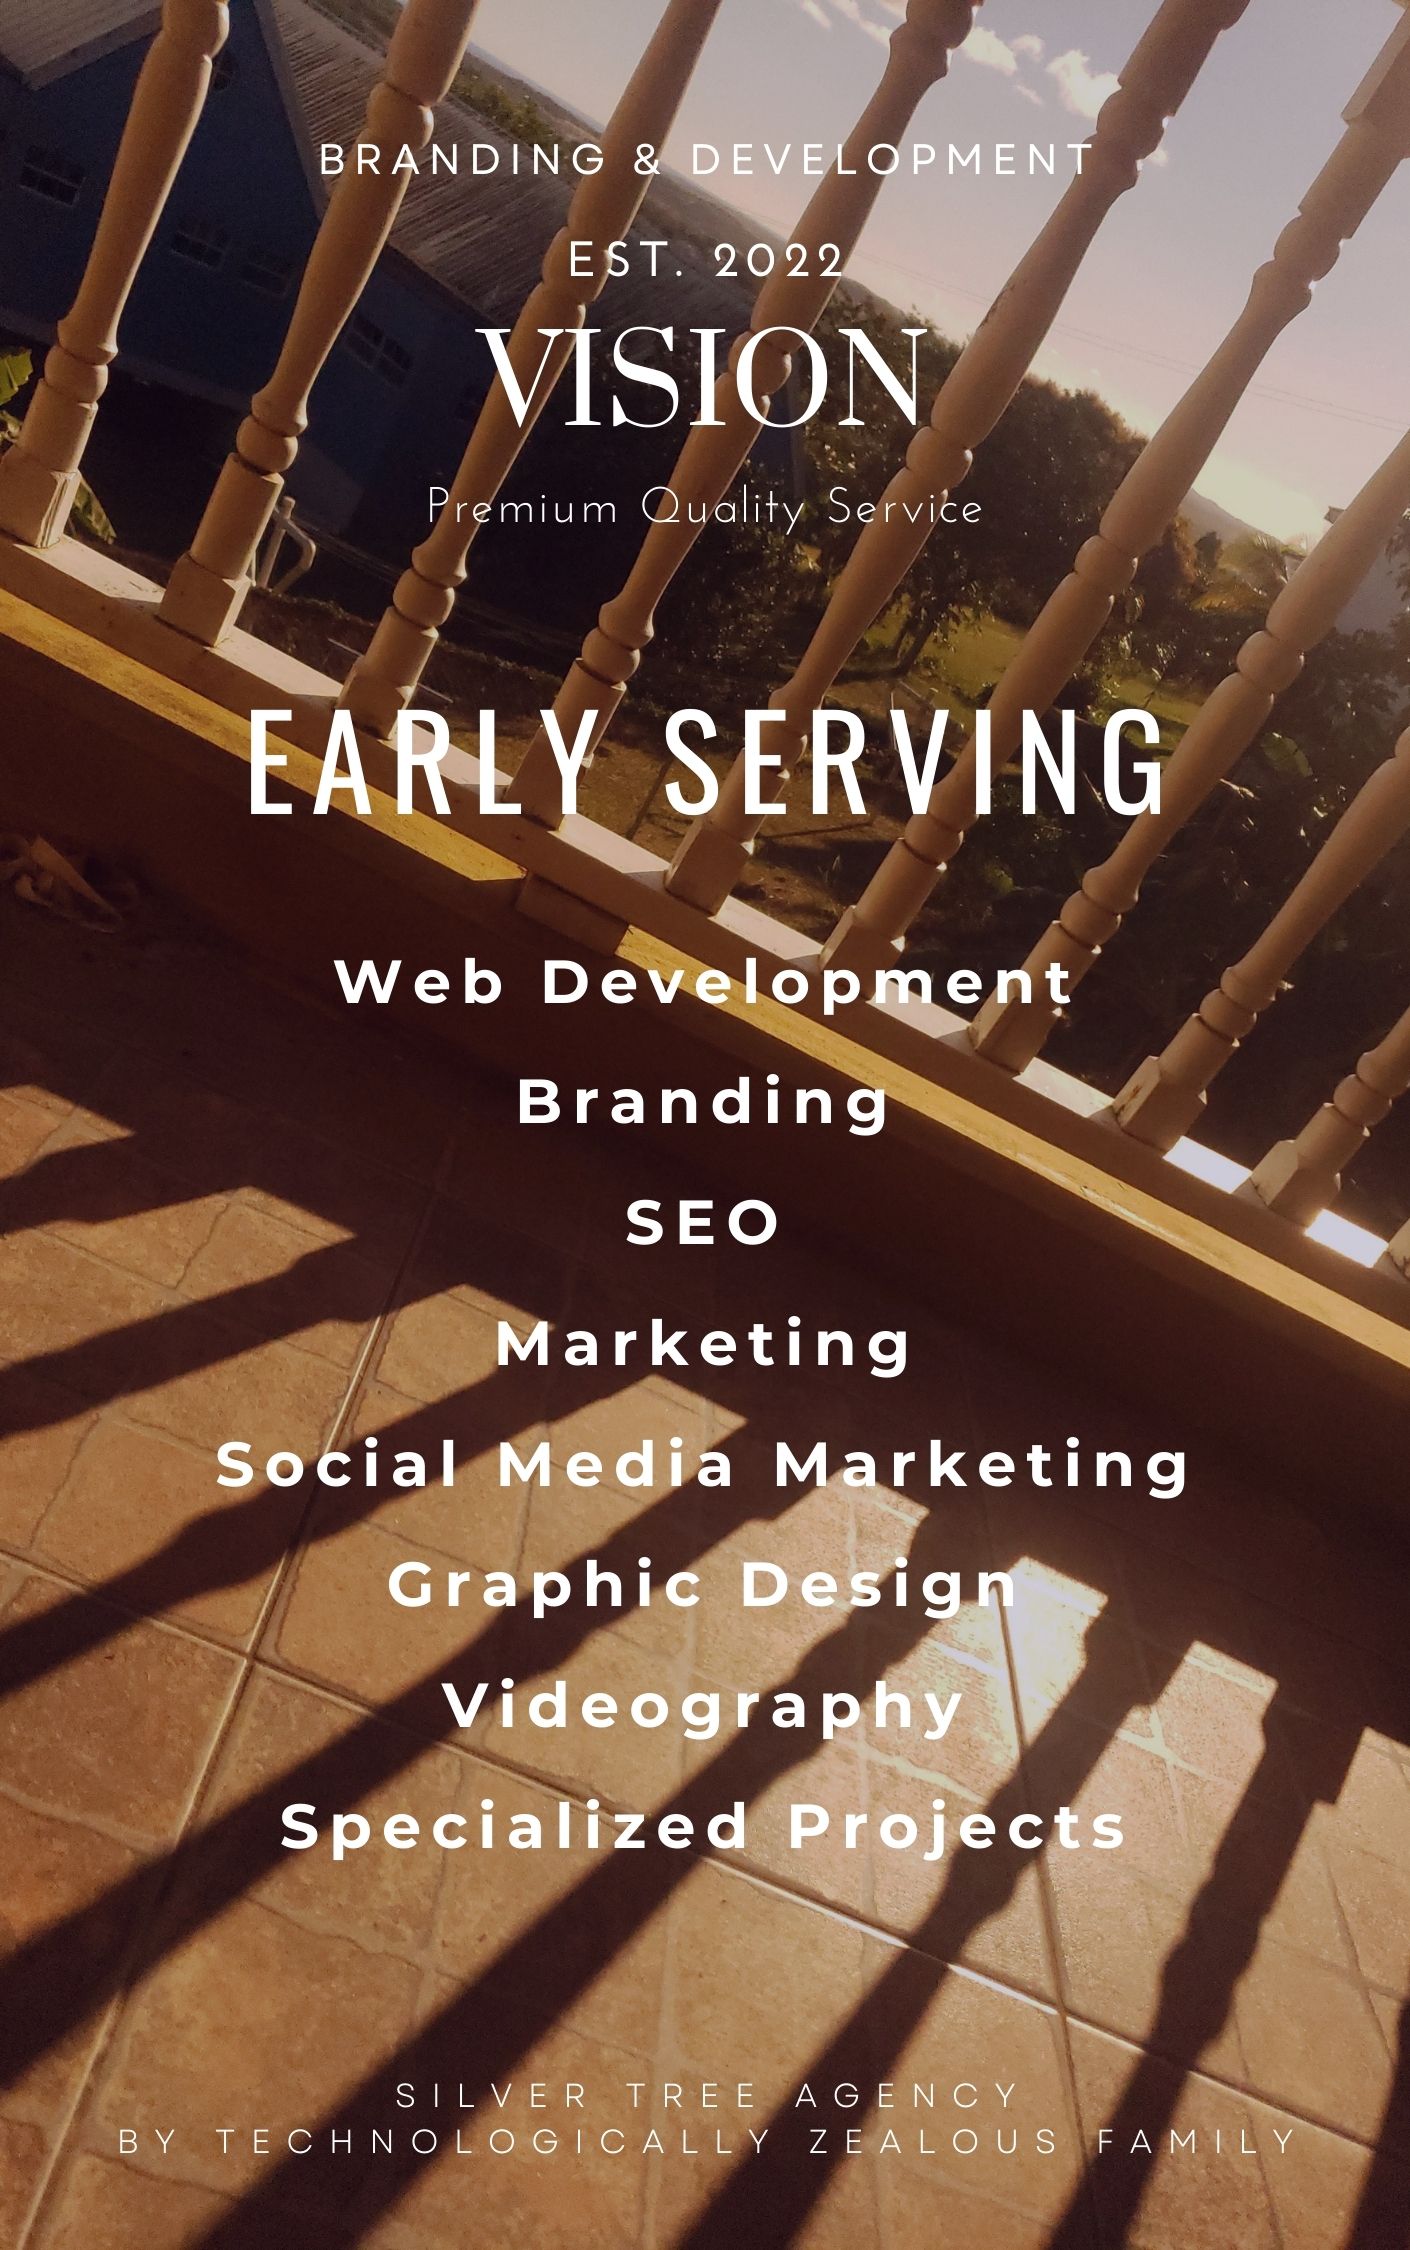 BRANDING & DEVELOPMENT
EST. 2022
VISION
Premium Quality Service
EARLY SERVING
Web Development
Branding
SEO
Marketing
Social Media Marketing
Graphic Design
Videography
Specialized Projects
SILVER TREE AGENCY
BY TECHNOLOGICALLY ZEALOUS FAMILY